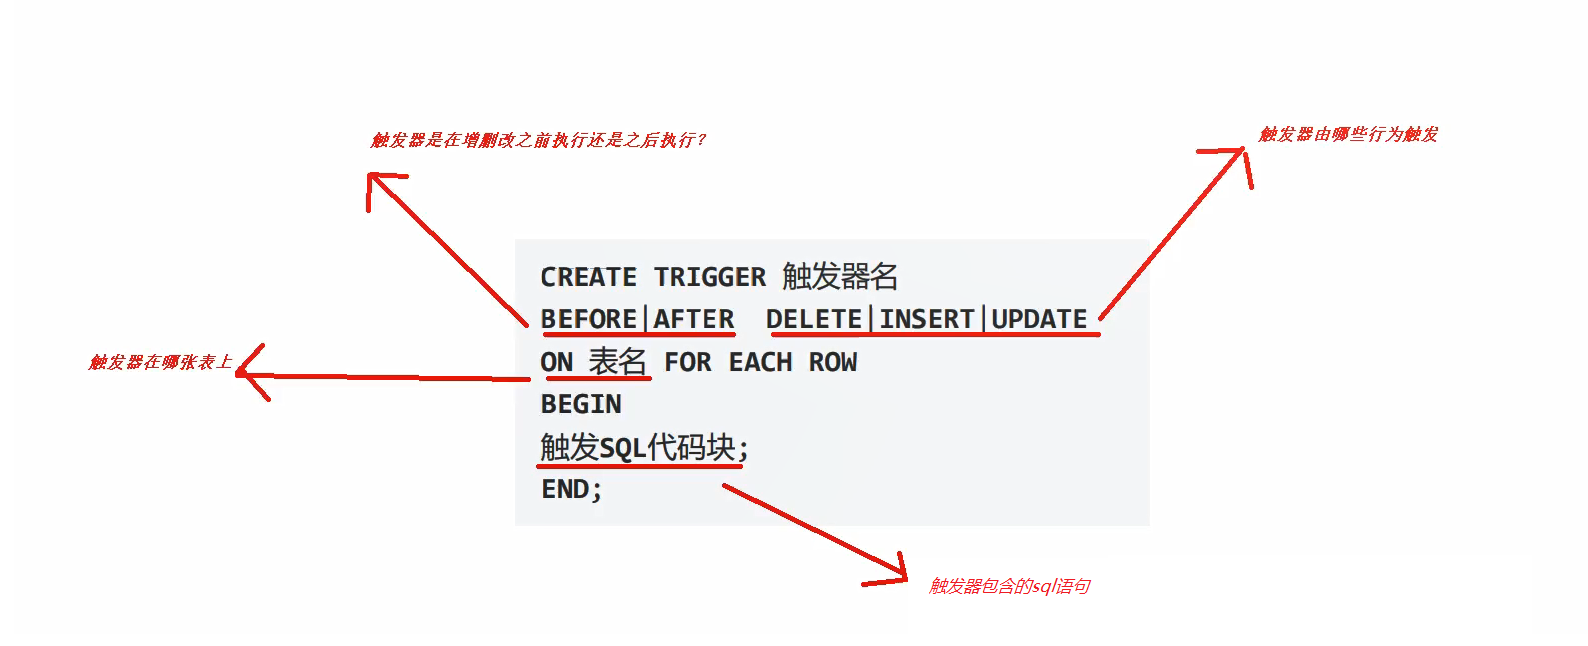 触发器是在增删改之前执行还是之后执行？
触发器由哪些行为触发
CREATE TRIGGER 触发器名
BEFORE|AFTER  DELETE|INSERT|UPDATE
触发器在哪张表上
ON 表名 FOR EACH ROW
BEGIN
触发SQL代码块;
END;
触发器包含的sql语句